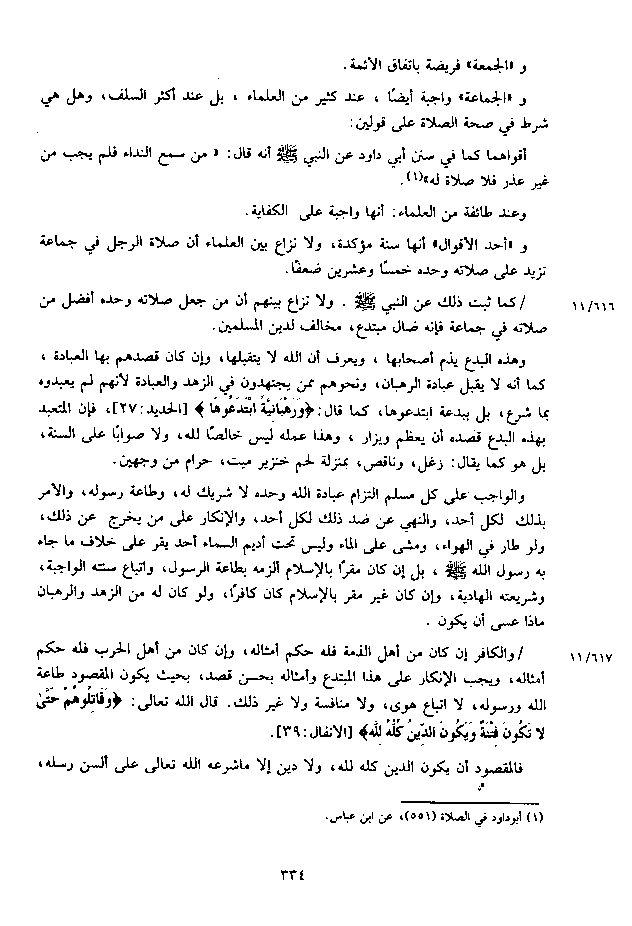 و «الجمعة» فريضة باتفاق الأئمة.
و «الجماعة» واجبة أيضًا ، عند كثير من العلماء ، بل عند أكثر السلف، وهل هي
شرط في صحة الصلاة على قولين:
أقواهما كما في سنن أبي داود عن النبي ﷺ أنه قال: « من سمع النداء فلم يجب من
غير عذر فلا صلاة له»(١).
وعند طائفة من العلماء: أنها واجبة على الكفاية.
و «أحد الأقوال» أنها سنة مؤكدة، ولا نزاع بين العلماء أن صلاة الرجل في جماعة
تزيد على صلاته وحده خمسًا وعشرين ضعفًا.
١١/٦١٦ / كما ثبت ذلك عن النبي ﷺ . ولا نزاع بينهم أن من جعل صلاته وحده أفضل من
صلاته في جماعة فإنه ضال مبتدع، مخالف لدين المسلمين.
وهذه البدع يذم أصحابها ، ويعرف أن الله لا يتقبلها، وإن كان قصدهم بها العبادة ،
كما أنه لا يقبل عبادة الرهبان، ونحوهم ممن يجتهدون في الزهد والعبادة لأنهم لم يعبدوه
بما شرع، بل ببدعة ابتدعوها، كما قال: ﴿وَرَهْبَانِيَّةً ابْتَدَعُوهَا ﴾ [الحديد:٢٧]، فإن المتعبد
بهذه البدع قصده أن يعظم ويزار ، وهذا عمله ليس خالصًا لله، ولا صوابًا على السنة،
بل هو كما يقال: زغل، وناقص، بمنزلة لحم خنزير ميت، حرام من وجهين.
والواجب على كل مسلم التزام عبادة الله وحده لا شريك له، وطاعة رسوله، والأمر
بذلك لكل أحد، والنهي عن ضد ذلك لكل أحد، والإنكار على من يخرج عن ذلك،
ولو طار في الهواء، ومشى على الماء وليس تحت أديم السماء أحد يقر على خلاف ما جاء
به رسول الله ﷺ ، بل إن كان مقرًا بالإسلام ألزمه بطاعة الرسول، واتباع سنته الواجبة،
وشريعته الهادية، وإن كان غير مقر بالإسلام كان كافرًا، ولو كان له من الزهد والرهبان
ماذا عسى أن يكون .
١١/٦١٧ / والكافر إن كان من أهل الذمة فله حكم أمثاله، وإن كان من أهل الحرب فله حكم
أمثاله، ويجب الإنكار على هذا المبتدع وأمثاله بحسن قصد، بحيث يكون المقصود طاعة
الله ورسوله، لا اتباع هوى، ولا منافسة ولا غير ذلك. قال الله تعالى: ﴿وَقَاتِلُوهُمْ حَتَّىٰ
لا تَكُونَ فِتْنَةٌ وَيَكُونَ الدِّينُ كُلُّهُ لِلَّه﴾ [الانفال:٣٩].
فالمقصود أن يكون الدين كله لله، ولا دين إلا ماشرعه الله تعالى على ألسن رسله،
(١) أبوداود في الصلاة (٥٥١)، عن ابن عباس.
٣٣٤